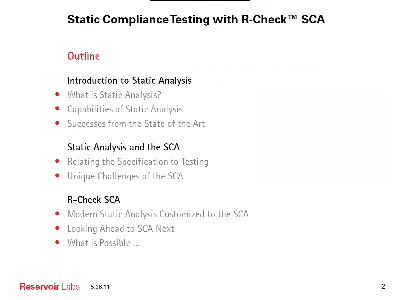 Static Compliance Testing with R-Check™ SCA
Outline
Introduction to Static Analysis
• What is Static Analysis?
• Capabilities of Static Analysis
• Successes from the State of the Art
Static Analysis and the SCA
• Relating the Specification to Testing
• Unique Challenges of the SCA
R-Check SCA
• Modern Static Analysis Customized to the SCA
• Looking Ahead to SCA Next
• What is Possible ...
Reservoir Labs
2